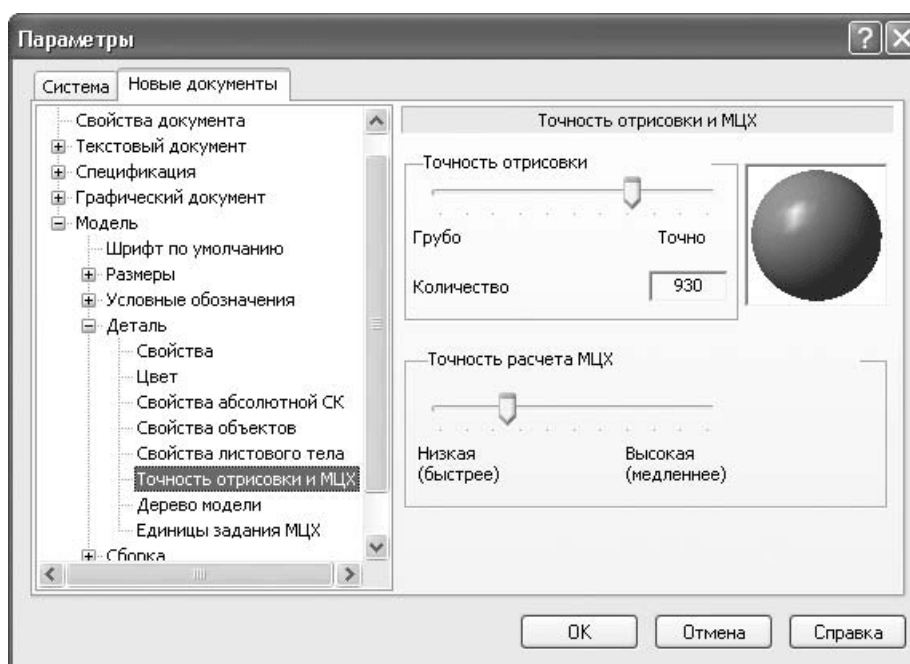 Параметры
Система
Новые документы
Свойства документа
Текстовый документ
Спецификация
Графический документ
Модель
Шрифт по умолчанию
Размеры
Условные обозначения
Деталь
Свойства
Цвет
Свойства абсолютной СК
Свойства объектов
Свойства листового тела
Точность отрисовки и МЦХ
Дерево модели
Единицы задания МЦХ
Сборка
Точность отрисовки и МЦХ
Точность отрисовки
Грубо Точно
Количество 930
Точность расчета МЦХ
Низкая Высокая
(быстрее) (медленнее)
OK Отмена Справка